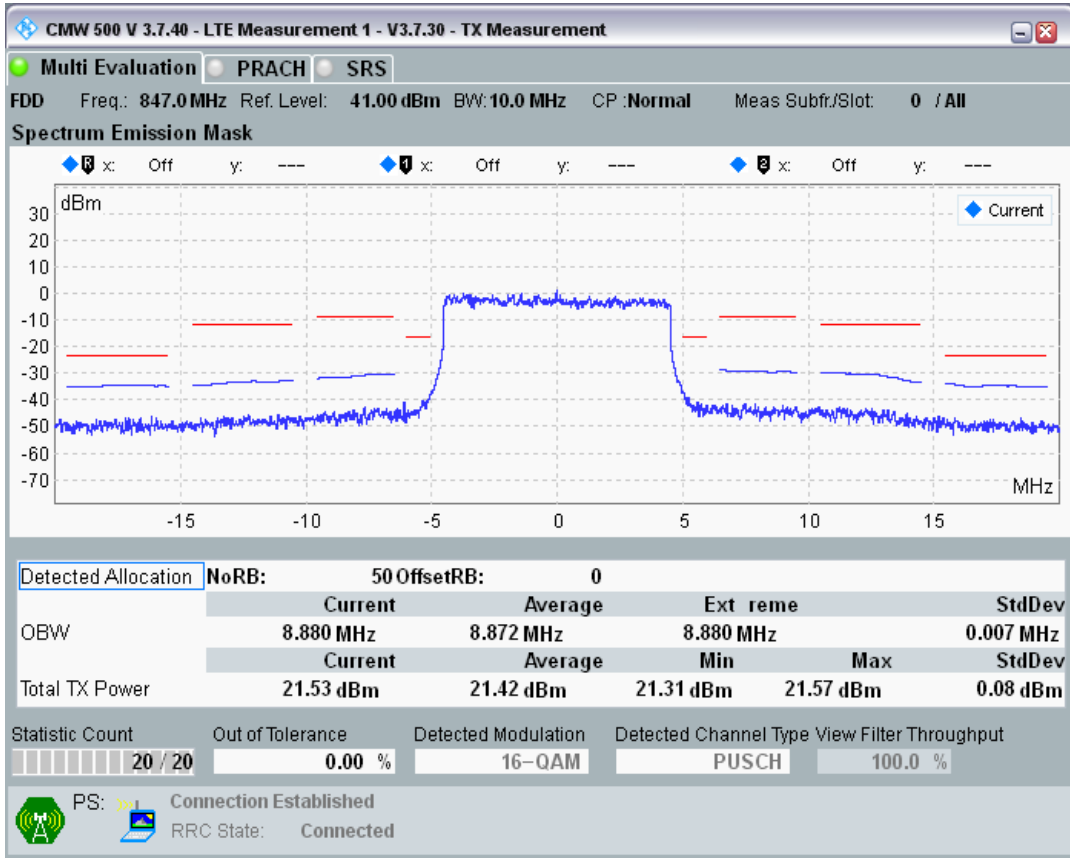 CMW 500 V 3.7.40 - LTE Measurement 1 - V3.7.30 - TX Measurement
Multi Evaluation PRACH SRS
FDD Freq.: 847.0 MHz Ref. Level: 41.00 dBm BW: 10.0 MHz CP :Normal Meas Subfr./Slot: 0 / All
Spectrum Emission Mask
R x: Off y: --- 1 x: Off y: --- 2 x: Off y: ---
dBm
Current
30
20
10
0
-10
-20
-30
-40
-50
-60
-70
MHz
-15 -10 -5 0 5 10 15
Detected Allocation NoRB: 50 OffsetRB: 0
Current Average Ext reme StdDev
OBW 8.880 MHz 8.872 MHz 8.880 MHz 0.007 MHz
Current Average Min Max StdDev
Total TX Power 21.53 dBm 21.42 dBm 21.31 dBm 21.57 dBm 0.08 dBm
Statistic Count Out of Tolerance Detected Modulation Detected Channel Type View Filter Throughput
20 / 20 0.00 % 16-QAM PUSCH 100.0 %
PS: Connection Established
RRC State: Connected